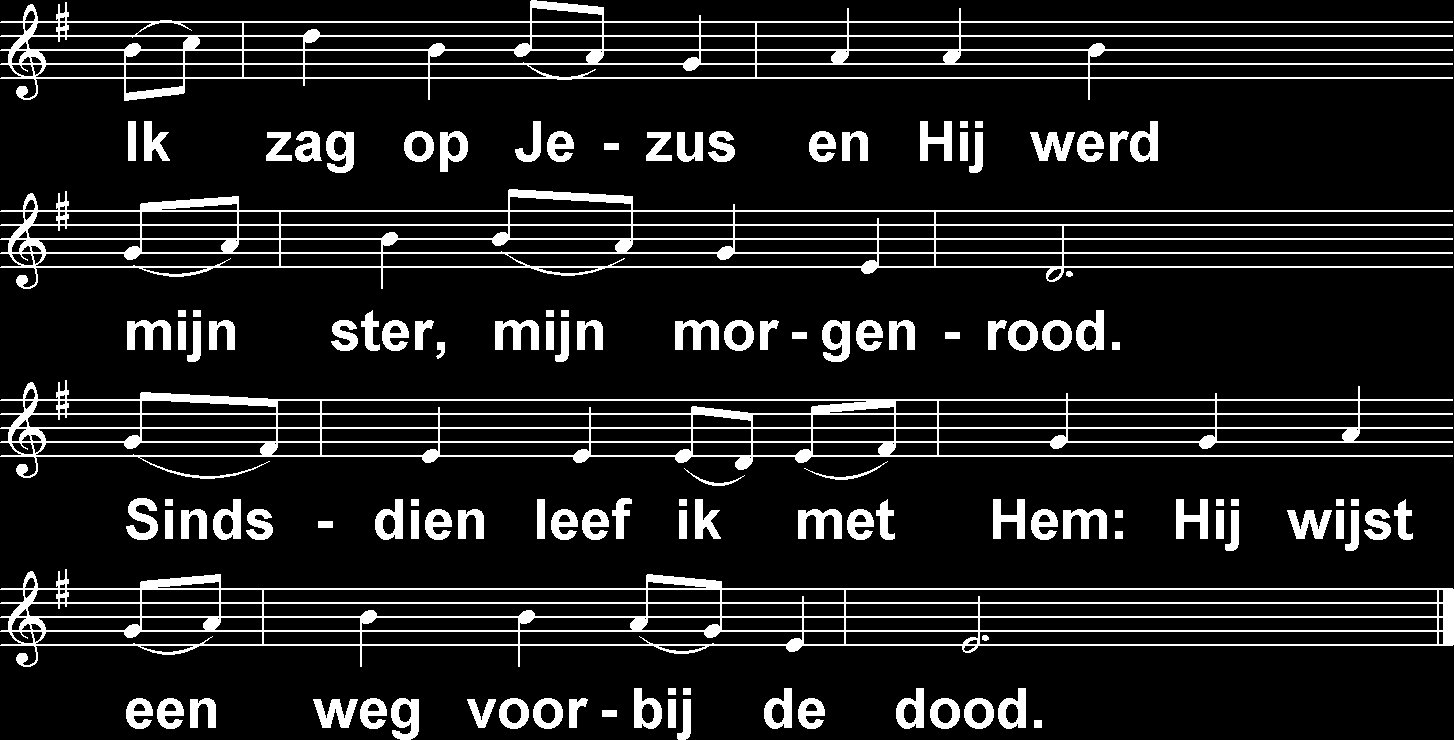 Ik zag op Je - zus en Hij werd
mijn ster, mijn mor - gen - rood.
Sinds - dien leef ik met Hem: Hij wijst
een weg voor - bij de dood.